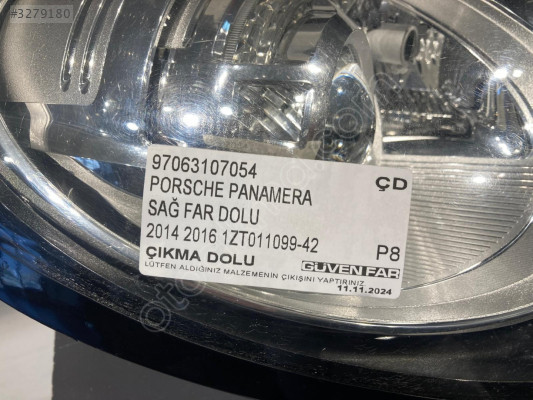 #3279180
97063107054
ÇD
PORSCHE PANAMERA
SAĞ FAR DOLU
2014 2016 1ZT011099-42
P8
ÇIKMA DOLU
GÜVEN FAR
LÜTFEN ALDIĞINIZ MALZEMENİN ÇIKIŞINI YAPTIRINIZ
11.11.2024